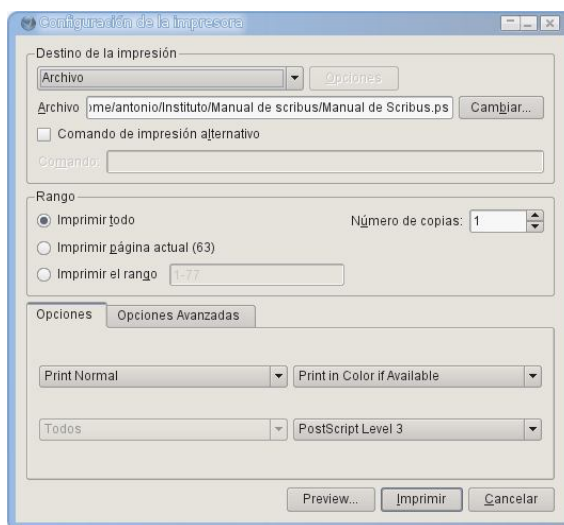 Configuración de la impresora
Destino de la impresión
Archivo
Opciones
Archivo ome/antonio/Instituto/Manual de scribus/Manual de Scribus.ps Cambiar...
Comando de impresión alternativo
Comando:
Rango
Imprimir todo
Número de copias: 1
Imprimir página actual (63)
Imprimir el rango 1-77
Opciones Opciones Avanzadas
Print Normal Print in Color if Available
Todos PostScript Level 3
Preview... Imprimir Cancelar